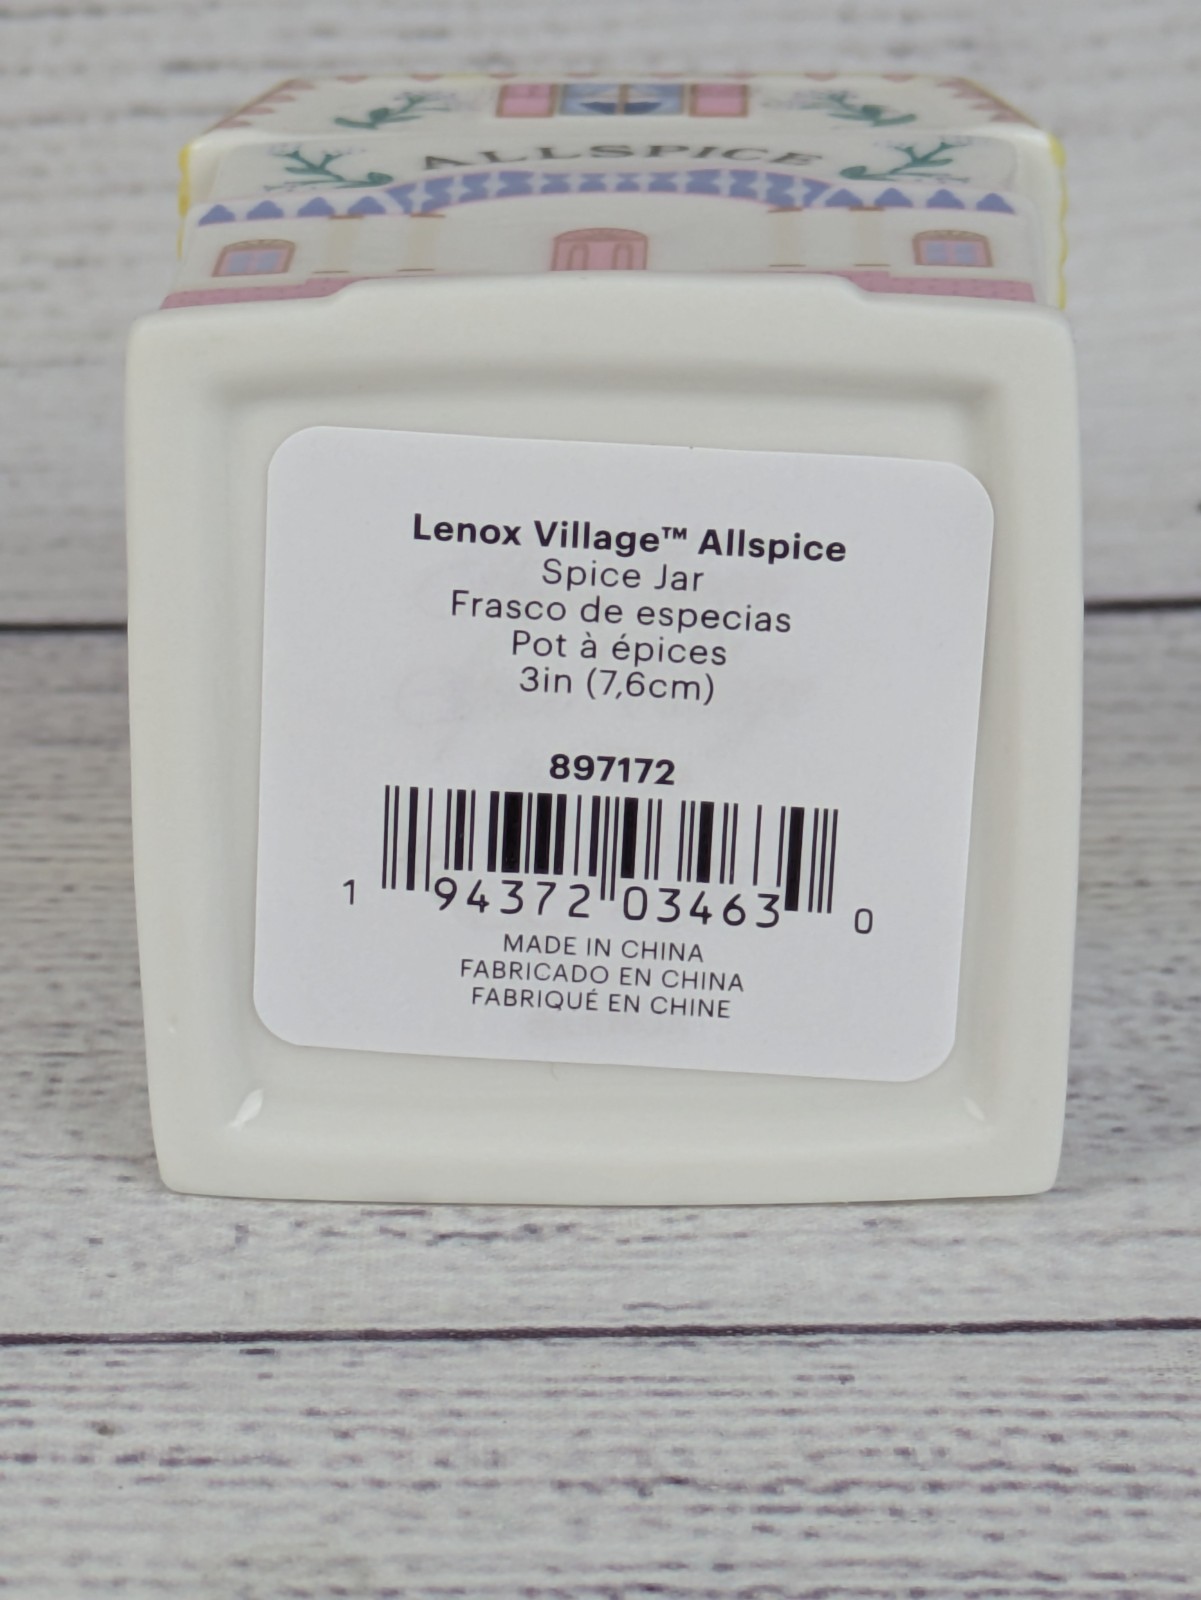 ALLSPICE
Lenox Village™ Allspice
Spice Jar
Frasco de especias
Pot à épices
3in (7,6cm)
897172
1 94372 03463 0
MADE IN CHINA
FABRICADO EN CHINA
FABRIQUÉ EN CHINE